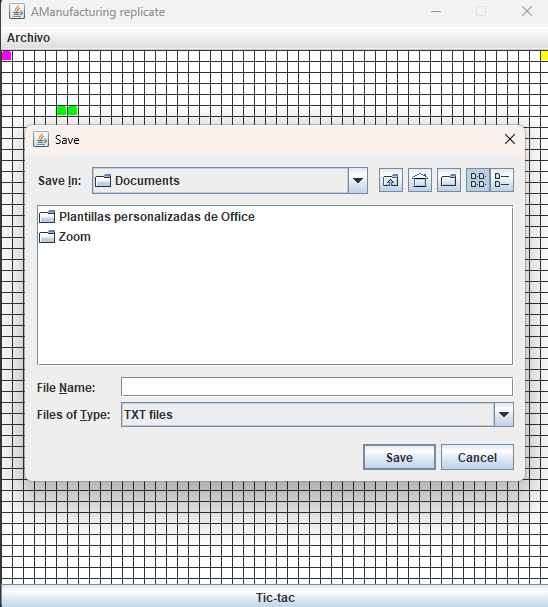 AManufacturing replicate
Archivo
Save
Save In: Documents
Plantillas personalizadas de Office
Zoom
File Name:
Files of Type: TXT files
Save Cancel
Tic-tac